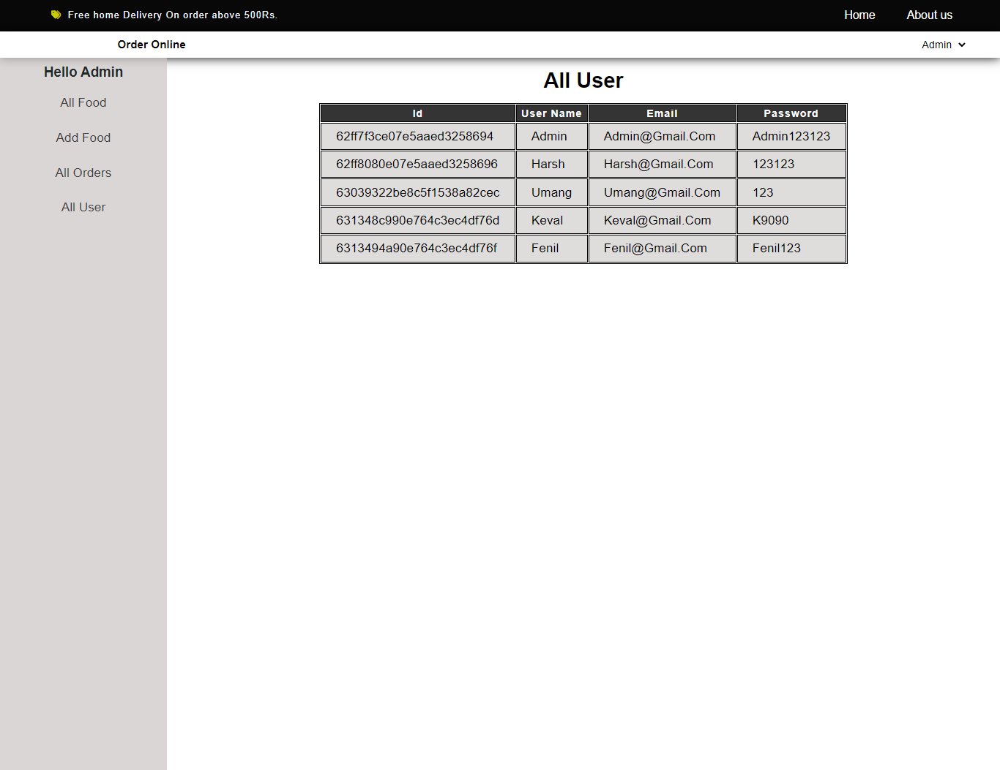 Free home Delivery On order above 500Rs. Home About us
Order Online Admin
Hello Admin
All Food
Add Food
All Orders
All User
All User
Id User Name Email Password
62ff7f3ce07e5aaed3258694 Admin Admin@Gmail.Com Admin123123
62ff8080e07e5aaed3258696 Harsh Harsh@Gmail.Com 123123
63039322be8c5f1538a82cec Umang Umang@Gmail.Com 123
631348c990e764c3ec4df76d Keval Keval@Gmail.Com K9090
6313494a90e764c3ec4df76f Fenil Fenil@Gmail.Com Fenil123